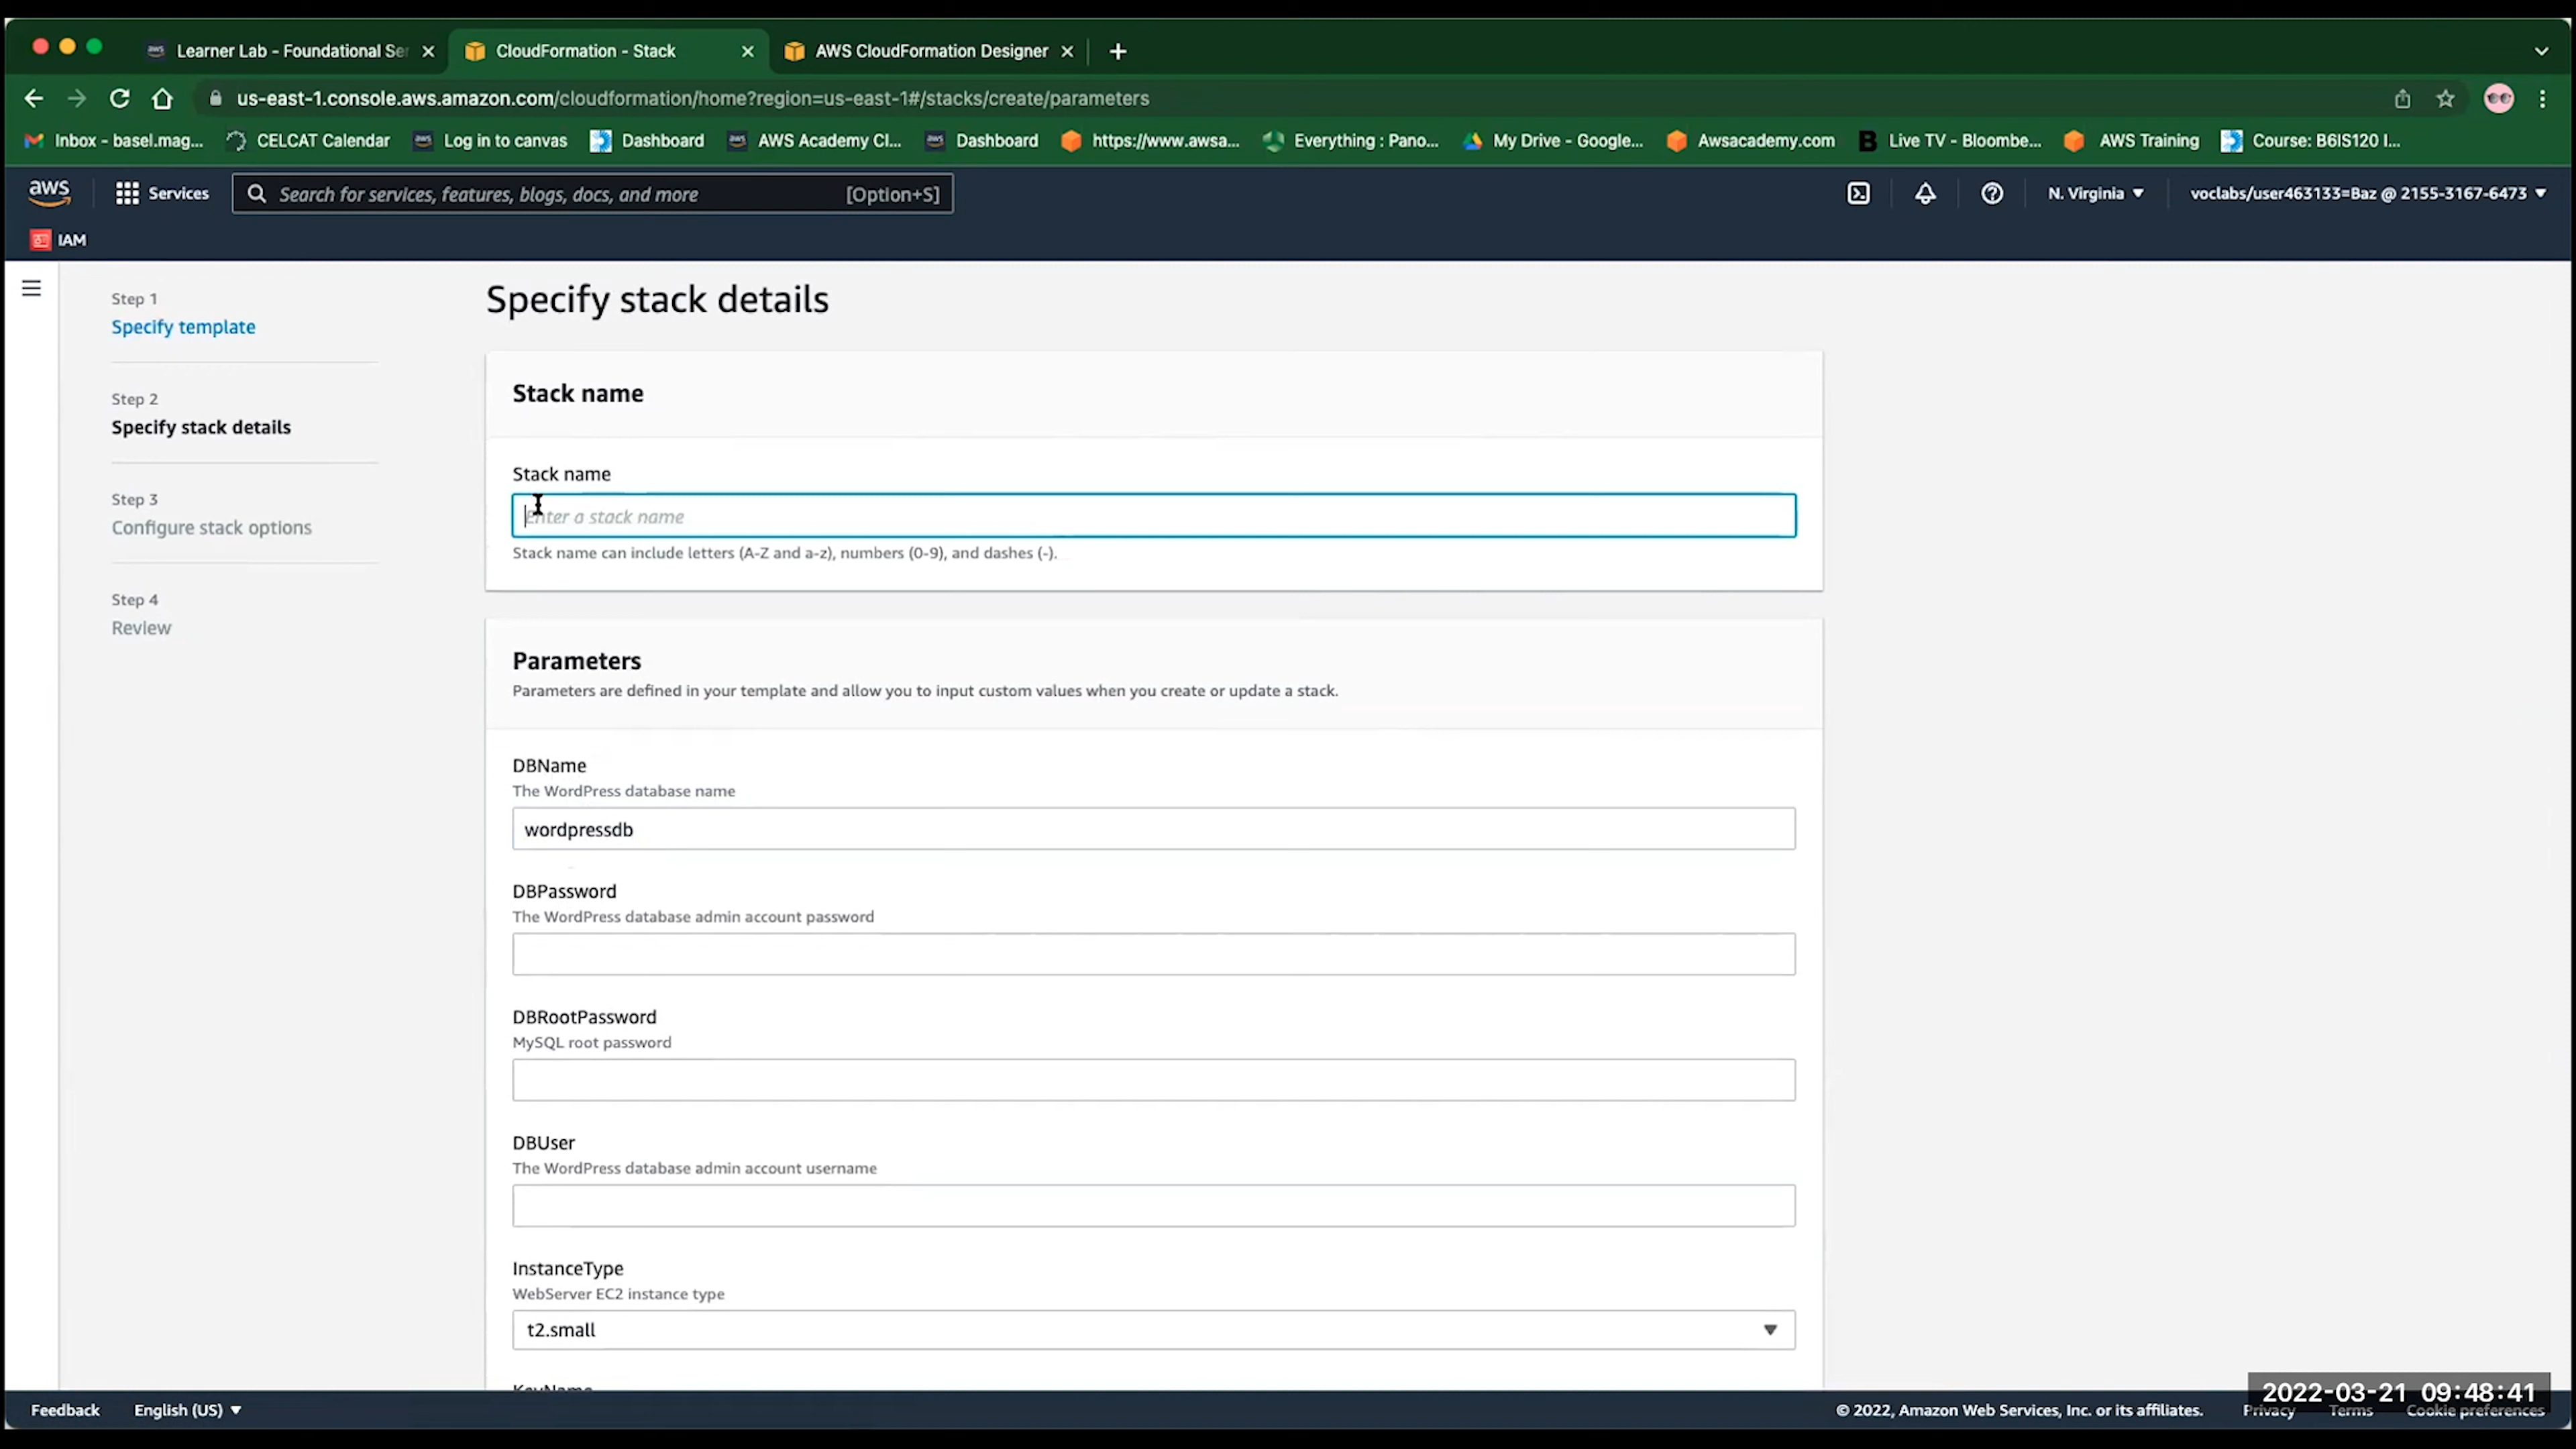 Learner Lab - Foundational Ser
CloudFormation - Stack
AWS CloudFormation Designer
us-east-1.console.aws.amazon.com/cloudformation/home?region=us-east-1#/stacks/create/parameters
Inbox - basel.mag...
CELCAT Calendar
Log in to canvas
Dashboard
AWS Academy Cl...
Dashboard
https://www.awsa...
Everything : Pano...
My Drive - Google...
Awsacademy.com
Live TV - Bloombe...
AWS Training
Course: B6IS120 I...
aws
Services
Search for services, features, blogs, docs, and more
[Option+S]
N. Virginia
voclabs/user463133=Baz @ 2155-3167-6473
IAM
Step 1
Specify template
Step 2
Specify stack details
Step 3
Configure stack options
Step 4
Review
Specify stack details
Stack name
Stack name
Enter a stack name
Stack name can include letters (A-Z and a-z), numbers (0-9), and dashes (-).
Parameters
Parameters are defined in your template and allow you to input custom values when you create or update a stack.
DBName
The WordPress database name
wordpressdb
DBPassword
The WordPress database admin account password
DBRootPassword
MySQL root password
DBUser
The WordPress database admin account username
InstanceType
WebServer EC2 instance type
t2.small
KeyName
2022-03-21 09:48:41
Feedback
English (US)
© 2022, Amazon Web Services, Inc. or its affiliates.
Privacy
Terms
Cookie preferences